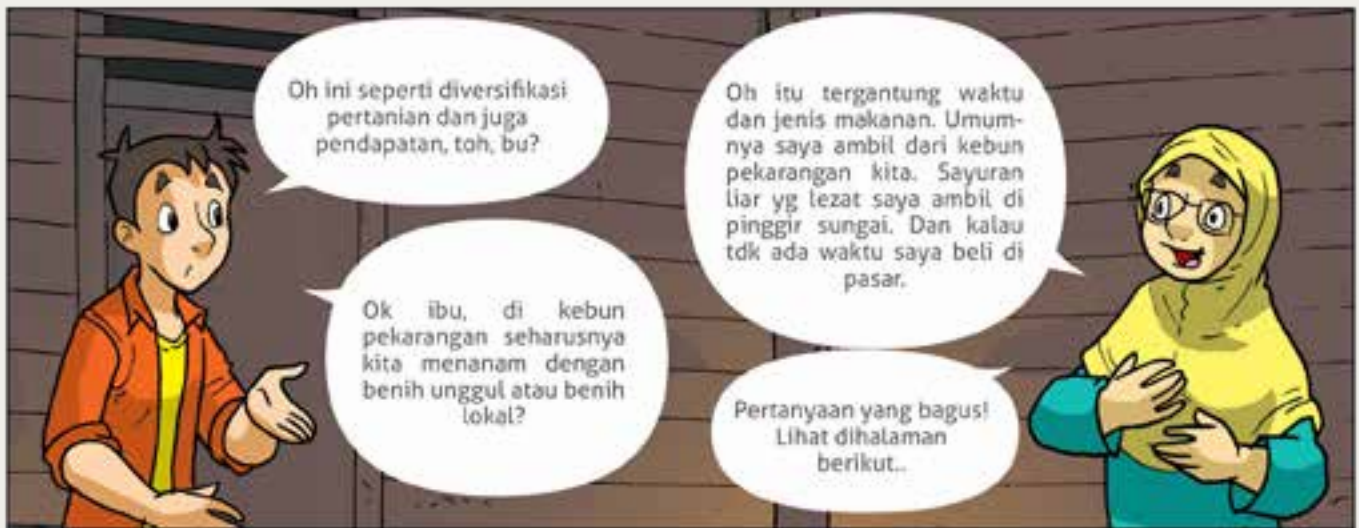 Oh ini seperti diversifikasi
pertanian dan juga
pendapatan, toh, bu?
Oh itu tergantung waktu
dan jenis makanan. Umum-
nya saya ambil dari kebun
pekarangan kita. Sayuran
liar yg lezat saya ambil di
pinggir sungai. Dan kalau
tdk ada waktu saya beli di
pasar.
Ok ibu, di kebun
pekarangan seharusnya
kita menanam dengan
benih unggul atau benih
lokal?
Pertanyaan yang bagus!
Lihat dihalaman
berikut..